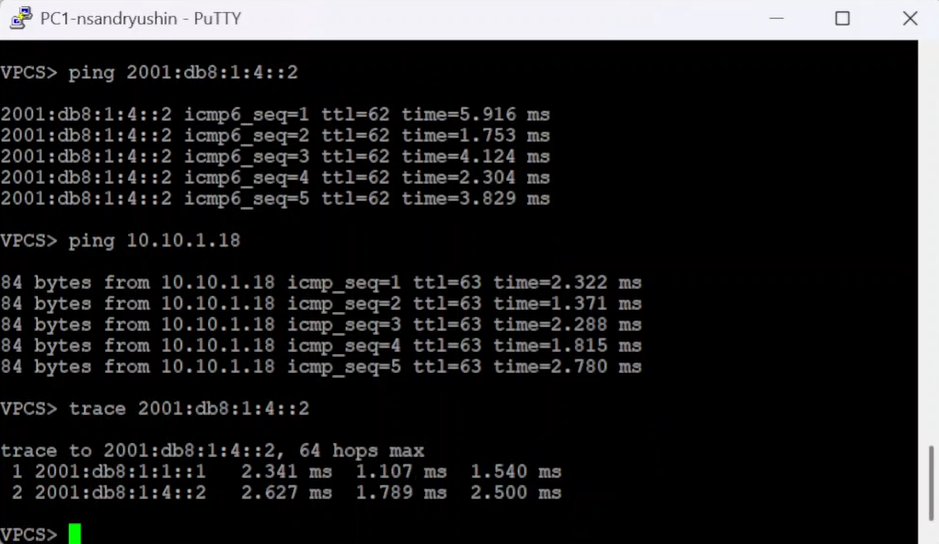 PC1-nsandryushin - PuTTY
VPCS> ping 2001:db8:1:4::2
2001:db8:1:4::2 icmp6_seq=1 ttl=62 time=5.916 ms
2001:db8:1:4::2 icmp6_seq=2 ttl=62 time=1.753 ms
2001:db8:1:4::2 icmp6_seq=3 ttl=62 time=4.124 ms
2001:db8:1:4::2 icmp6_seq=4 ttl=62 time=2.304 ms
2001:db8:1:4::2 icmp6_seq=5 ttl=62 time=3.829 ms
VPCS> ping 10.10.1.18
84 bytes from 10.10.1.18 icmp_seq=1 ttl=63 time=2.322 ms
84 bytes from 10.10.1.18 icmp_seq=2 ttl=63 time=1.371 ms
84 bytes from 10.10.1.18 icmp_seq=3 ttl=63 time=2.288 ms
84 bytes from 10.10.1.18 icmp_seq=4 ttl=63 time=1.815 ms
84 bytes from 10.10.1.18 icmp_seq=5 ttl=63 time=2.780 ms
VPCS> trace 2001:db8:1:4::2
trace to 2001:db8:1:4::2, 64 hops max
1 2001:db8:1:1::1 2.341 ms 1.107 ms 1.540 ms
2 2001:db8:1:4::2 2.627 ms 1.789 ms 2.500 ms
VPCS>